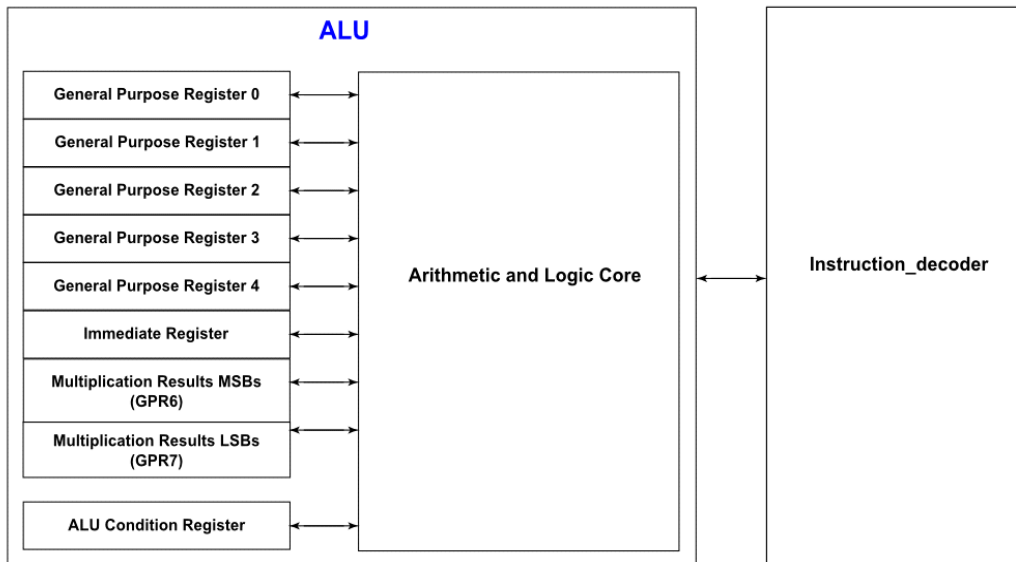 ALU
General Purpose Register 0
General Purpose Register 1
General Purpose Register 2
General Purpose Register 3
General Purpose Register 4
Immediate Register
Multiplication Results MSBs
(GPR6)
Multiplication Results LSBs
(GPR7)
ALU Condition Register
Arithmetic and Logic Core
Instruction_decoder